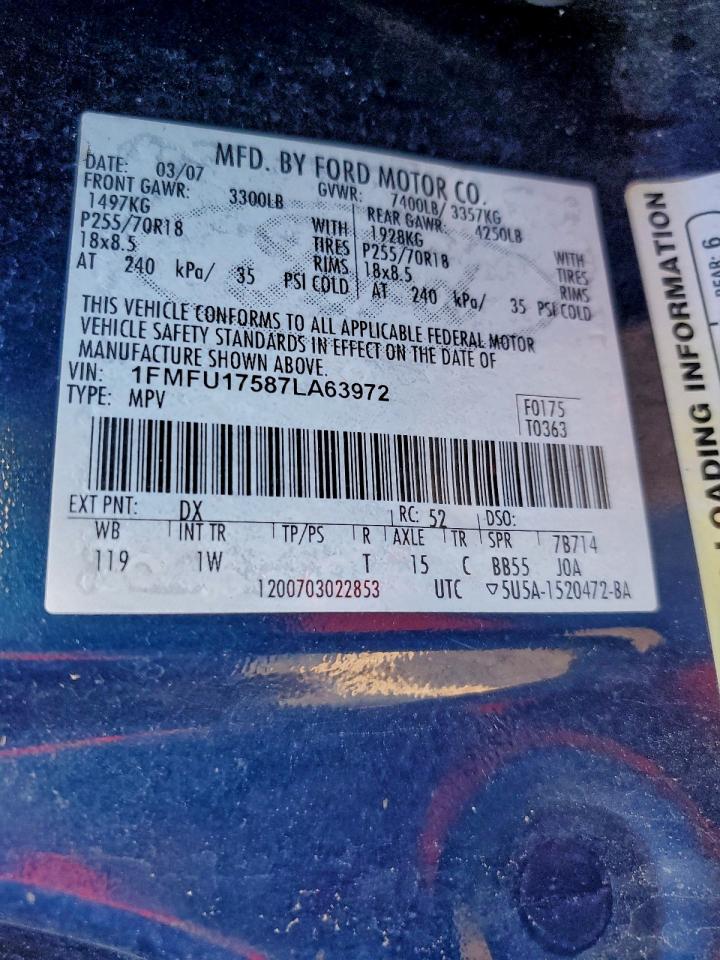 MFD. BY FORD MOTOR CO.
DATE: 03/07
GVWR: 7400LB/ 3357KG
FRONT GAWR: 3300LB
REAR GAWR: 4250LB
1497KG WITH
1928KG WITH
P255/70R18 TIRES
P255/70R18 TIRES
18x8.5 RIMS
18x8.5 RIMS
AT 240 kPa/ 35 PSI COLD
AT 240 kPa/ 35 PSI COLD
THIS VEHICLE CONFORMS TO ALL APPLICABLE FEDERAL MOTOR
VEHICLE SAFETY STANDARDS IN EFFECT ON THE DATE OF
MANUFACTURE SHOWN ABOVE.
VIN: 1FMFU17587LA63972
TYPE: MPV
F0175
T0363
EXT PNT: DX RC: 52 DSO:
WB INT TR TP/PS R AXLE TR SPR 7B714
119 1W T 15 C BB55 JOA
1200703022853 UTC ▽5U5A-1520472-BA
LOADING INFORMATION
REAR: 6